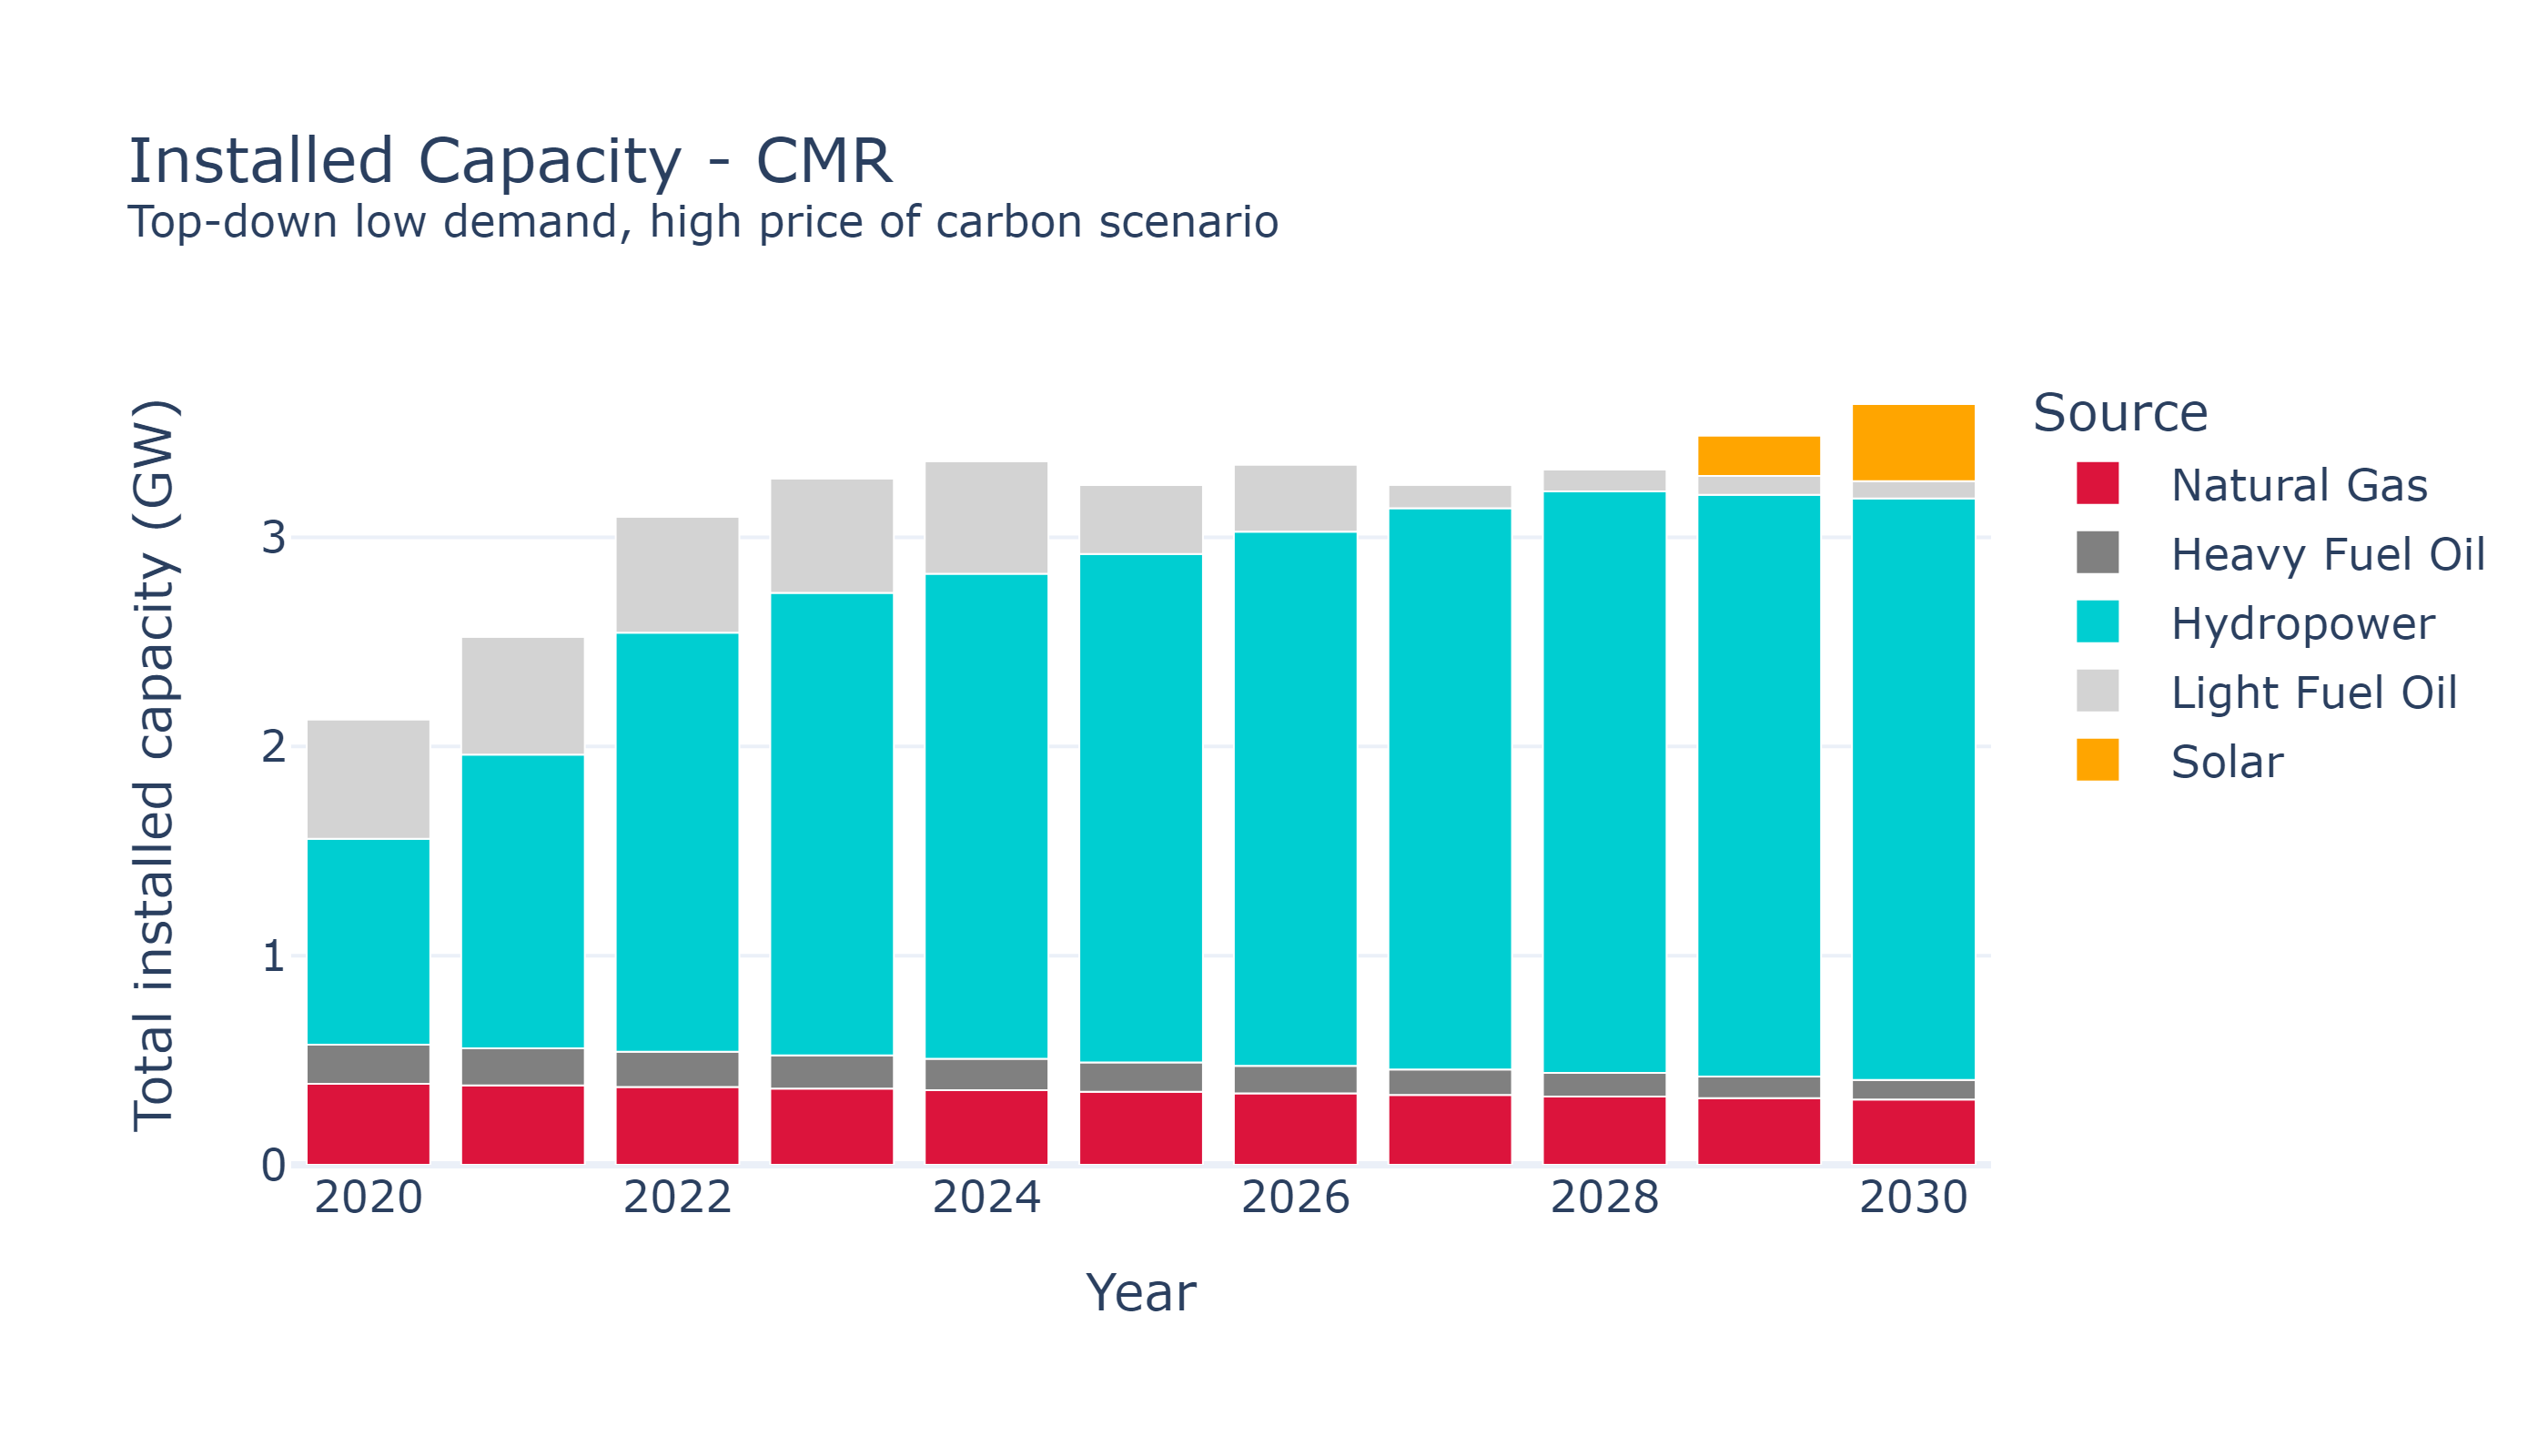 Installed Capacity - CMR
Top-down low demand, high price of carbon scenario
Total installed capacity (GW)
3
2
1
0
2020
2022
2024
2026
2028
2030
Year
Source
Natural Gas
Heavy Fuel Oil
Hydropower
Light Fuel Oil
Solar